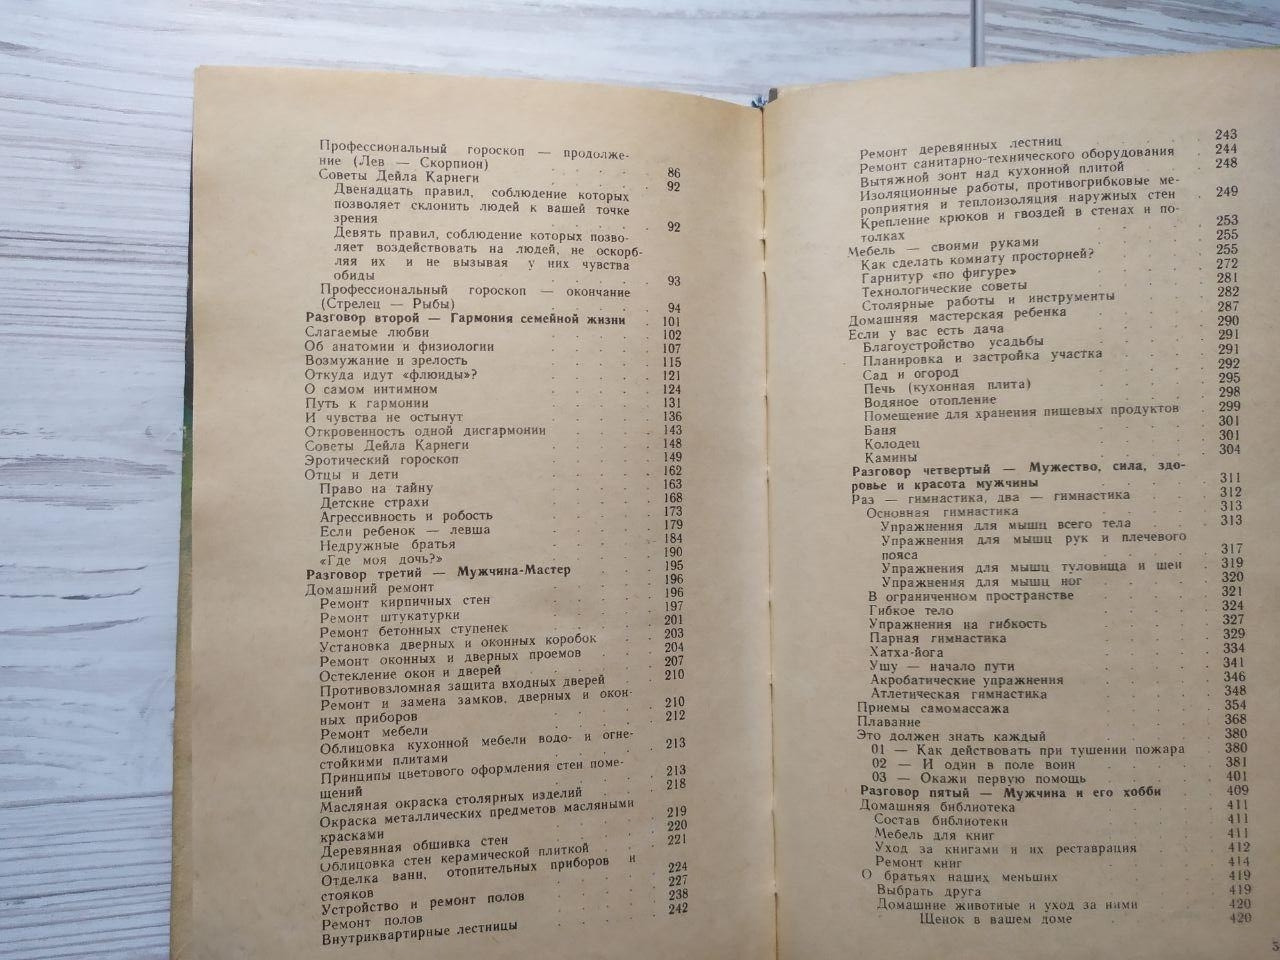 Профессиональный гороскоп — продолже-
ние (Лев — Скорпион) . . . . 86
Советы Дейла Карнеги . . . . 92
Двенадцать правил, соблюдение которых
позволяет склонить людей к вашей точке
зрения . . . . 92
Девять правил, соблюдение которых позво-
ляет воздействовать на людей, не оскорб-
ляя их и не вызывая у них чувства
обиды . . . . 93
Профессиональный гороскоп — окончание
(Стрелец — Рыбы) . . . . 94
Разговор второй — Гармония семейной жизни . 101
Слагаемые любви . . . . 102
Об анатомии и физиологии . . . . 107
Возмужание и зрелость . . . . 115
Откуда идут «флюиды»? . . . . 121
О самом интимном . . . . 124
Путь к гармонии . . . . 131
И чувства не остынут . . . . 136
Откровенность одной дисгармонии . . . . 143
Советы Дейла Карнеги . . . . 148
Эротический гороскоп . . . . 149
Отцы и дети . . . . 162
Право на тайну . . . . 163
Детские страхи . . . . 168
Агрессивность и робость . . . . 173
Если ребенок — левша . . . . 179
Недружные братья . . . . 184
«Где моя дочь?» . . . . 190
Разговор третий — Мужчина-Мастер . . . 195
Домашний ремонт . . . . 196
Ремонт кирпичных стен . . . . 196
Ремонт штукатурки . . . . 197
Ремонт бетонных ступенек . . . . 201
Установка дверных и оконных коробок . . 203
Ремонт оконных и дверных проемов . . . 204
Остекление окон и дверей . . . . 207
Противовзломная защита входных дверей . . 210
Ремонт и замена замков, дверных и окон-
ных приборов . . . . 210
Ремонт мебели . . . . 212
Облицовка кухонной мебели водо- и огне-
стойкими плитами . . . . 213
Принципы цветового оформления стен поме-
щений . . . . 213
Масляная окраска столярных изделий . . . 218
Окраска металлических предметов масляными
красками . . . . 219
Деревянная обшивка стен . . . . 220
Облицовка стен керамической плиткой . . . 221
Отделка ванн, отопительных приборов и
стояков . . . . 224
Устройство и ремонт полов . . . . 227
Ремонт полов . . . . 238
Внутриквартирные лестницы . . . . 242
Ремонт деревянных лестниц . . . . 243
Ремонт санитарно-технического оборудования . 244
Вытяжной зонт над кухонной плитой . . . 248
Изоляционные работы, противогрибковые ме-
роприятия и теплоизоляция наружных стен . 249
Крепление крюков и гвоздей в стенах и по-
толках . . . . 253
Мебель — своими руками . . . . 255
Как сделать комнату просторней? . . . 255
Гарнитур «по фигуре» . . . . 272
Технологические советы . . . . 281
Столярные работы и инструменты . . . 282
Домашняя мастерская ребенка . . . . 287
Если у вас есть дача . . . . 290
Благоустройство усадьбы . . . . 291
Планировка и застройка участка . . . 291
Сад и огород . . . . 292
Печь (кухонная плита) . . . . 295
Водяное отопление . . . . 298
Помещение для хранения пищевых продуктов . 299
Баня . . . . 301
Колодец . . . . 301
Камины . . . . 304
Разговор четвертый — Мужество, сила, здо-
ровье и красота мужчины . . . . 311
Раз — гимнастика, два — гимнастика . . . 312
Основная гимнастика . . . . 313
Упражнения для мышц всего тела . . . 313
Упражнения для мышц рук и плечевого
пояса . . . . 317
Упражнения для мышц туловища и шеи . 319
Упражнения для мышц ног . . . . 320
В ограниченном пространстве . . . . 321
Гибкое тело . . . . 324
Упражнения на гибкость . . . . 327
Парная гимнастика . . . . 329
Хатха-йога . . . . 334
Ушу — начало пути . . . . 341
Акробатические упражнения . . . . 346
Атлетическая гимнастика . . . . 348
Приемы самомассажа . . . . 354
Плавание . . . . 368
Это должен знать каждый . . . . 380
01 — Как действовать при тушении пожара . 380
02 — И один в поле воин . . . . 381
03 — Окажи первую помощь . . . . 401
Разговор пятый — Мужчина и его хобби . . 409
Домашняя библиотека . . . . 411
Состав библиотеки . . . . 411
Мебель для книг . . . . 411
Уход за книгами и их реставрация . . . 412
Ремонт книг . . . . 414
О братьях наших меньших . . . . 419
Выбрать друга . . . . 419
Домашние животные и уход за ними . . . 420
Щенок в вашем доме . . . . 420
5